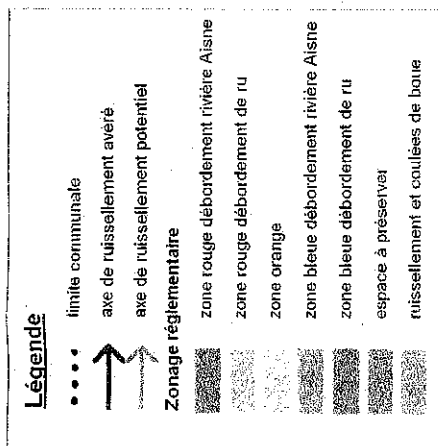 Légende
limite communale
axe de ruissellement avéré
axe de ruissellement potentiel
Zonage réglementaire
zone rouge débordement rivière Aisne
zone rouge débordement de ru
zone orange
zone bleue débordement rivière Aisne
zone bleue débordement de ru
espace à préserver
ruissellement et coulées de boue